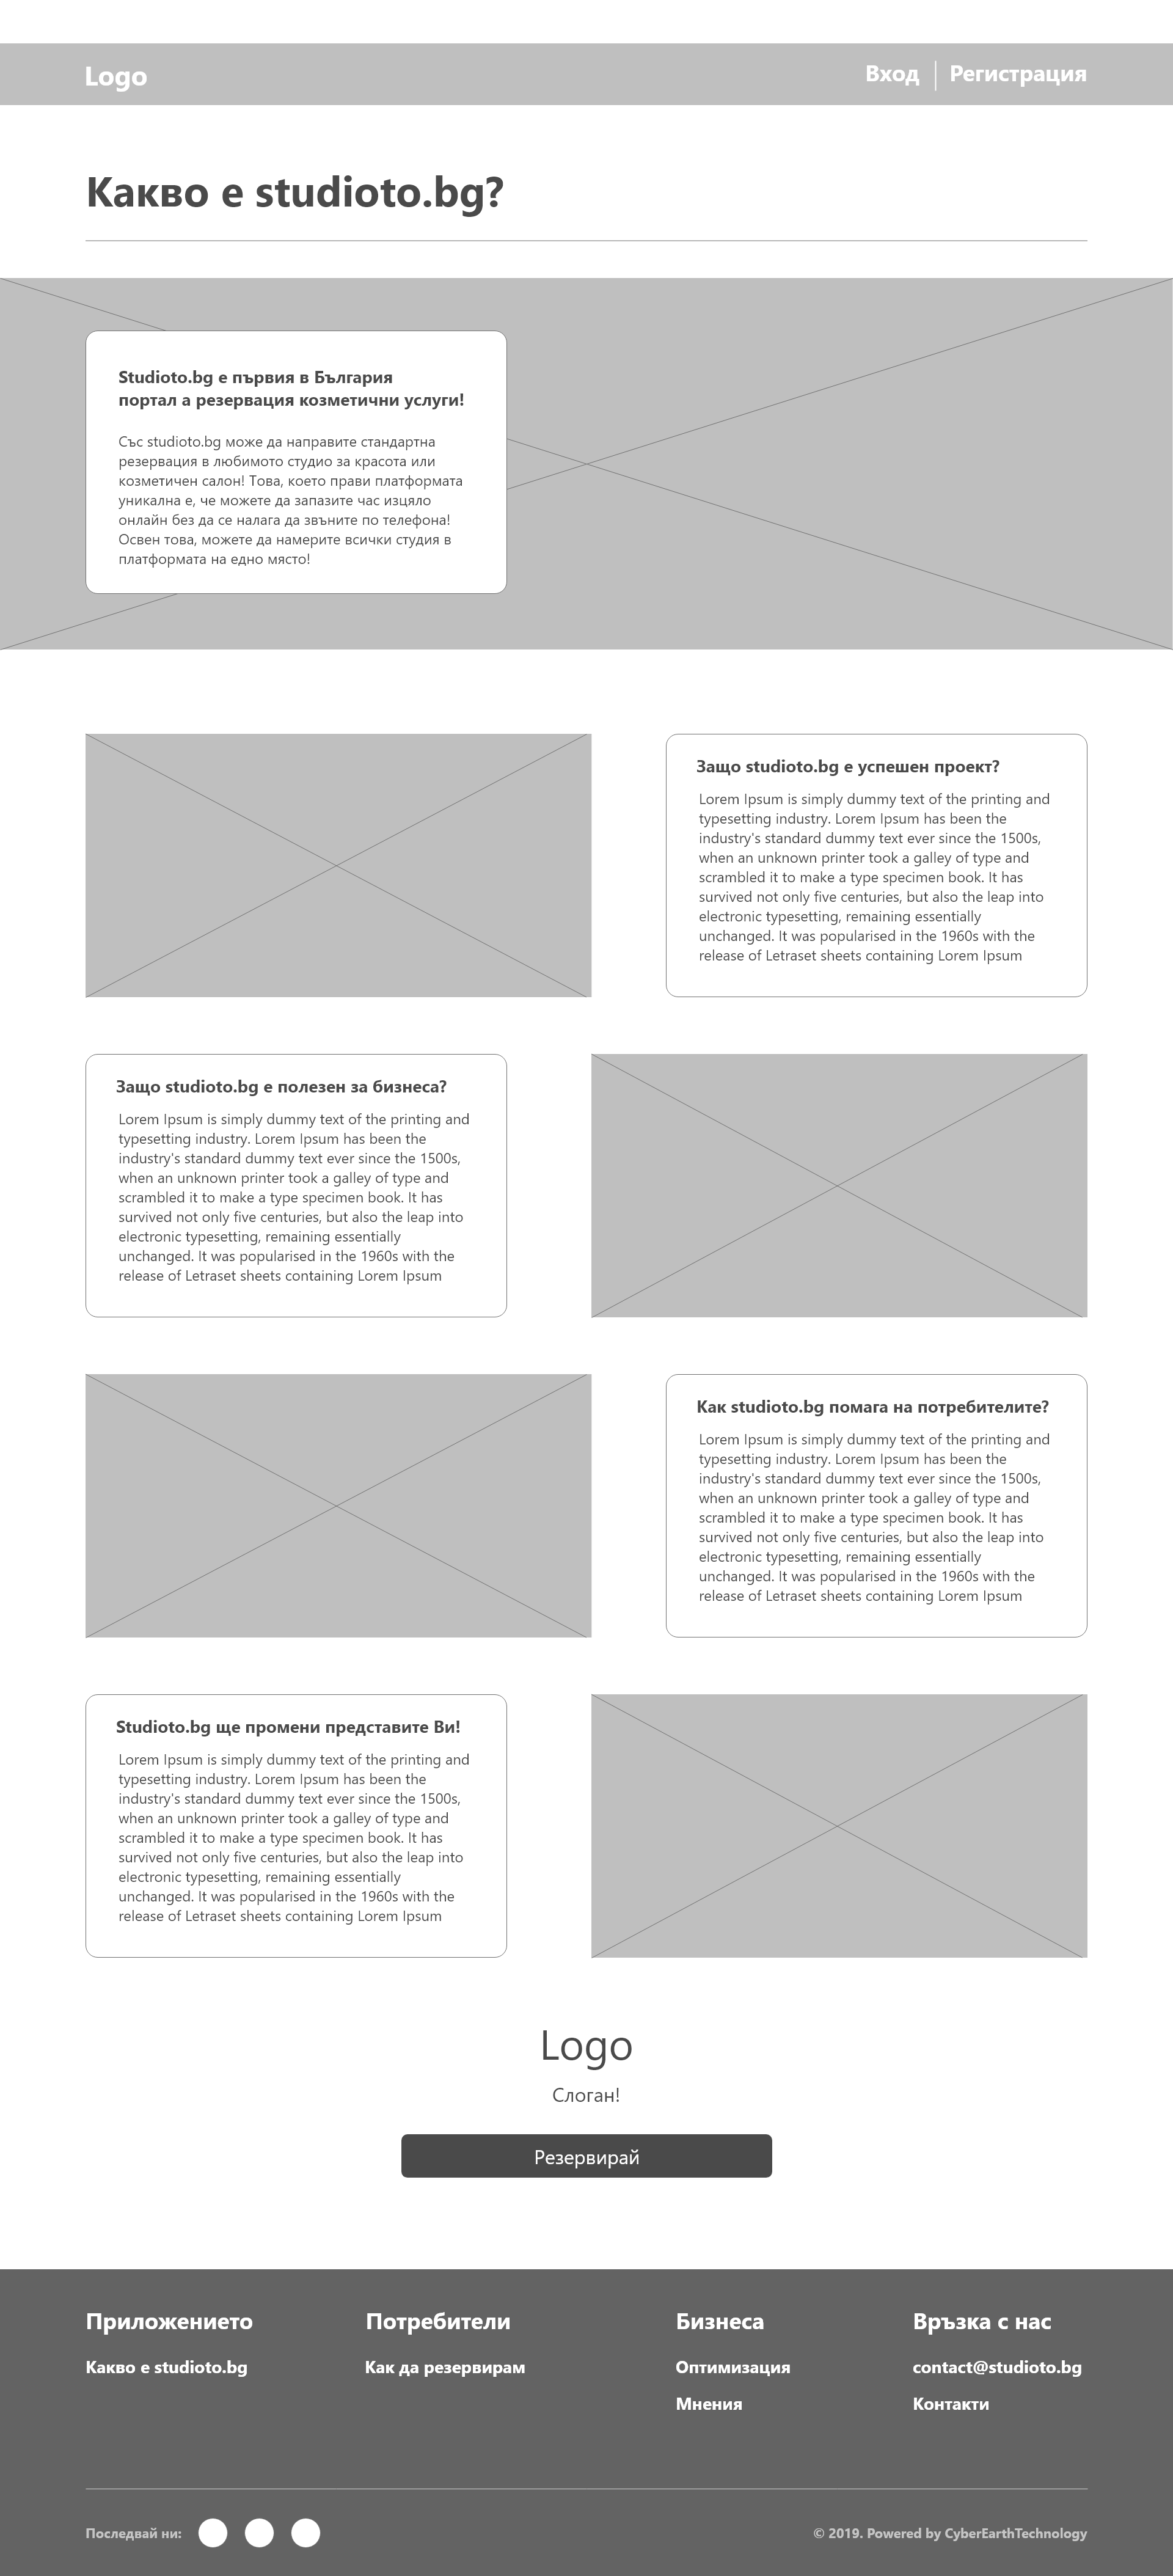 Logo
Вход
Регистрация
Какво е studioto.bg?
Studioto.bg е първия в България
портал а резервация козметични услуги!
Със studioto.bg може да направите стандартна
резервация в любимото студио за красота или
козметичен салон! Това, което прави платформата
уникална е, че можете да запазите час изцяло
онлайн без да се налага да звъните по телефона!
Освен това, можете да намерите всички студия в
платформата на едно място!
Защо studioto.bg е успешен проект?
Lorem Ipsum is simply dummy text of the printing and
typesetting industry. Lorem Ipsum has been the
industry's standard dummy text ever since the 1500s,
when an unknown printer took a galley of type and
scrambled it to make a type specimen book. It has
survived not only five centuries, but also the leap into
electronic typesetting, remaining essentially
unchanged. It was popularised in the 1960s with the
release of Letraset sheets containing Lorem Ipsum
Защо studioto.bg е полезен за бизнеса?
Lorem Ipsum is simply dummy text of the printing and
typesetting industry. Lorem Ipsum has been the
industry's standard dummy text ever since the 1500s,
when an unknown printer took a galley of type and
scrambled it to make a type specimen book. It has
survived not only five centuries, but also the leap into
electronic typesetting, remaining essentially
unchanged. It was popularised in the 1960s with the
release of Letraset sheets containing Lorem Ipsum
Как studioto.bg помага на потребителите?
Lorem Ipsum is simply dummy text of the printing and
typesetting industry. Lorem Ipsum has been the
industry's standard dummy text ever since the 1500s,
when an unknown printer took a galley of type and
scrambled it to make a type specimen book. It has
survived not only five centuries, but also the leap into
electronic typesetting, remaining essentially
unchanged. It was popularised in the 1960s with the
release of Letraset sheets containing Lorem Ipsum
Studioto.bg ще промени представите Ви!
Lorem Ipsum is simply dummy text of the printing and
typesetting industry. Lorem Ipsum has been the
industry's standard dummy text ever since the 1500s,
when an unknown printer took a galley of type and
scrambled it to make a type specimen book. It has
survived not only five centuries, but also the leap into
electronic typesetting, remaining essentially
unchanged. It was popularised in the 1960s with the
release of Letraset sheets containing Lorem Ipsum
Logo
Слоган!
Резервирай
Приложението
Какво е studioto.bg
Потребители
Как да резервирам
Бизнеса
Оптимизация
Мнения
Връзка с нас
contact@studioto.bg
Контакти
Последвай ни:
© 2019. Powered by CyberEarthTechnology